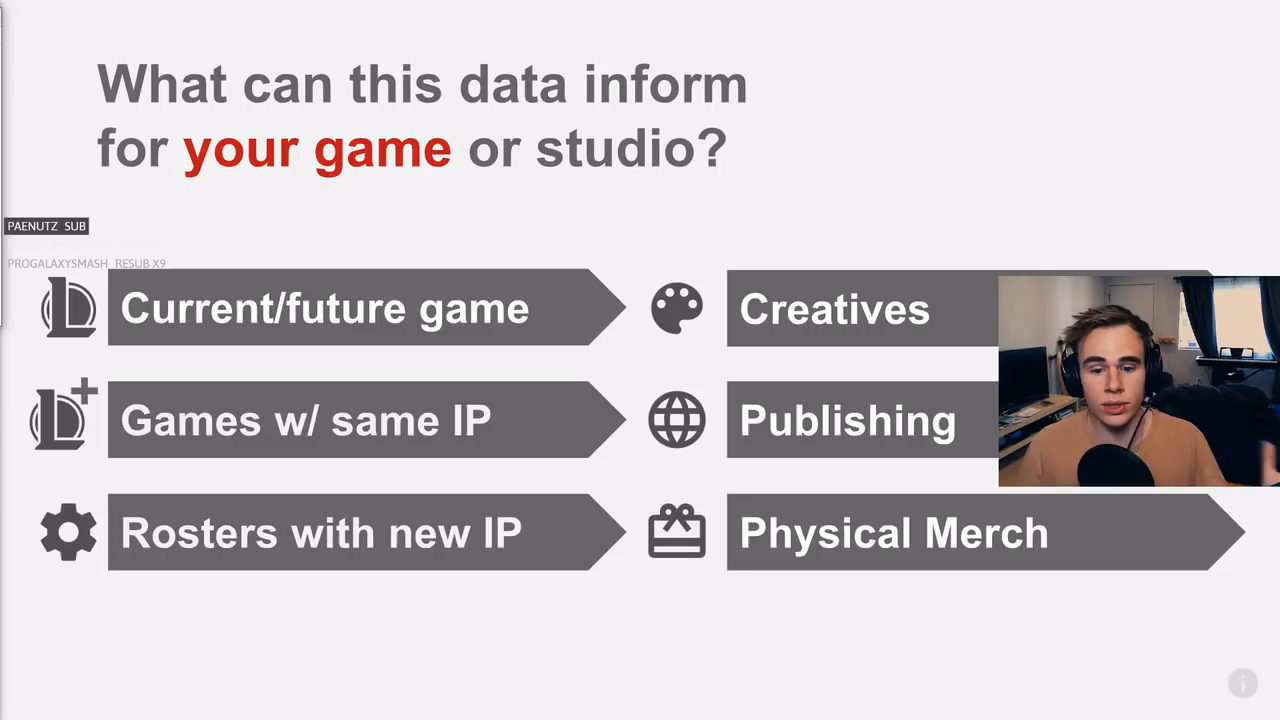 What can this data inform
for your game or studio?
PAENUTZ SUB
PROGALAXYSMASH RESUB X9
Current/future game
Creatives
Games w/ same IP
Publishing
Rosters with new IP
Physical Merch